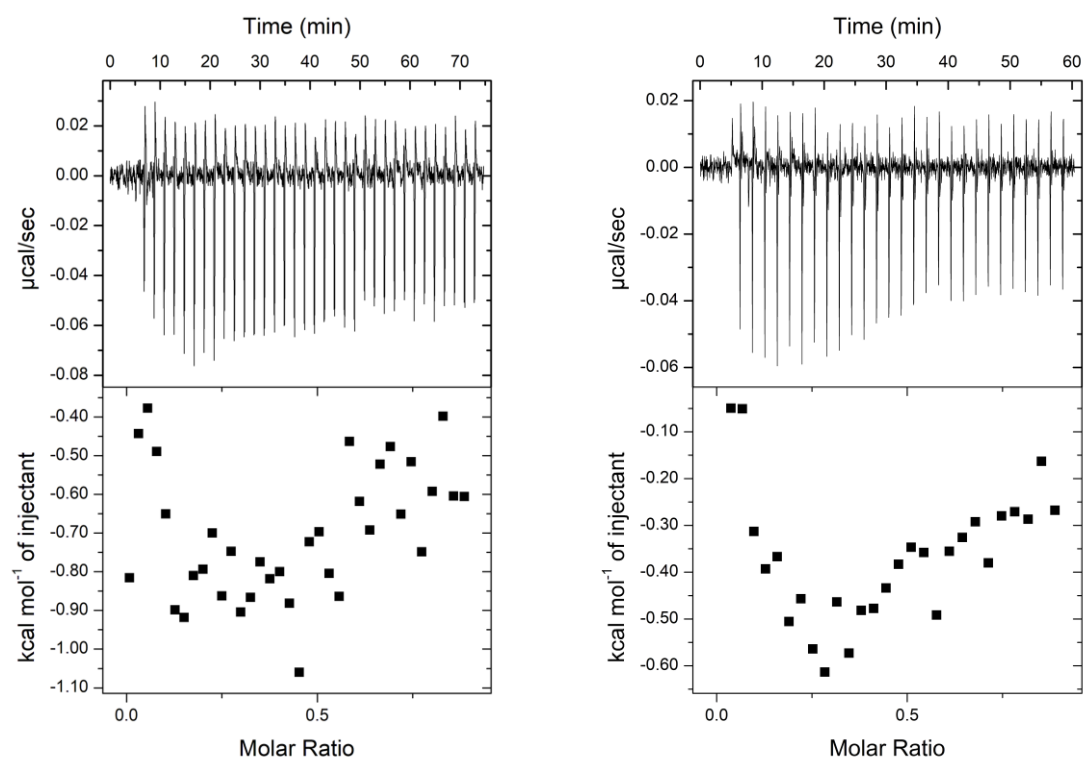 Time (min)
0 10 20 30 40 50 60 70
0.02
0.00
-0.02
-0.04
-0.06
-0.08
µcal/sec
-0.40
-0.50
-0.60
-0.70
-0.80
-0.90
-1.00
-1.10
kcal mol⁻¹ of injectant
0.0 0.5
Molar Ratio
Time (min)
0 10 20 30 40 50 60
0.02
0.00
-0.02
-0.04
-0.06
µcal/sec
-0.10
-0.20
-0.30
-0.40
-0.50
-0.60
kcal mol⁻¹ of injectant
0.0 0.5
Molar Ratio